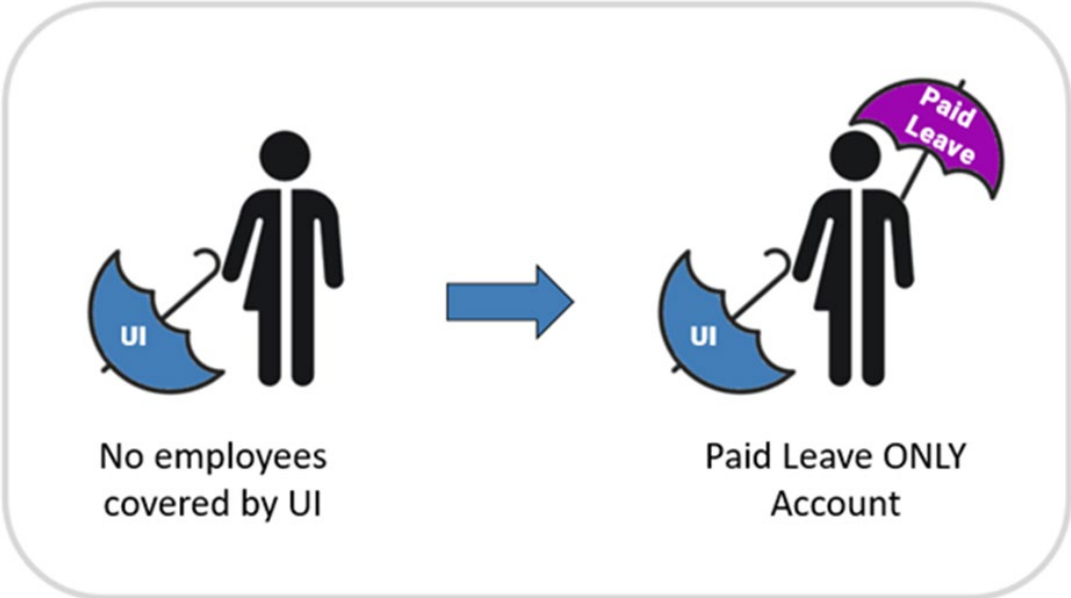 Paid
Leave
UI
UI
No employees
covered by UI
Paid Leave ONLY
Account